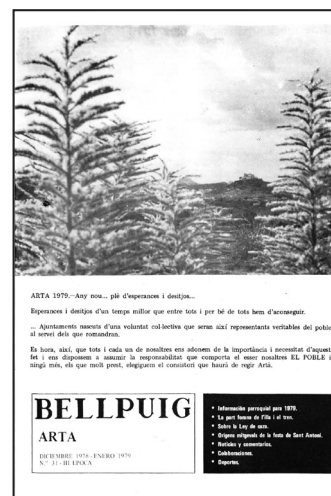 ARTA 1979.—Any nou... plè d'esperances i desitjos...
Esperances i desitjos d'un temps millor que entre tots i per bé de tots hem d'aconseguir.
... Ajuntaments nascuts d'una voluntat col·lectiva que seran així representants veritables del poble
al servei dels que romandran.
Es hora, així, que tots i cada un de nosaltres ens adonem de la importància i necessitat d'aquest
fet i ens dispossem a assumir la responsabilitat que comporta el esser nosaltres EL POBLE i
ningú més, els que molt prest, elegiguem el consistori que haurà de regir Artà.
BELLPUIG
ARTA
DICIEMBRE 1978 - ENERO 1979
N.º 31 - III EPOCA
• Información parroquial para 1979.
• La part fomna de l'illa i el tren.
• Sobre la Ley de caza.
• Orígens mitgevals de la festa de Sant Antoni.
• Noticies y comentarios.
• Colaboraciones.
• Deportes.